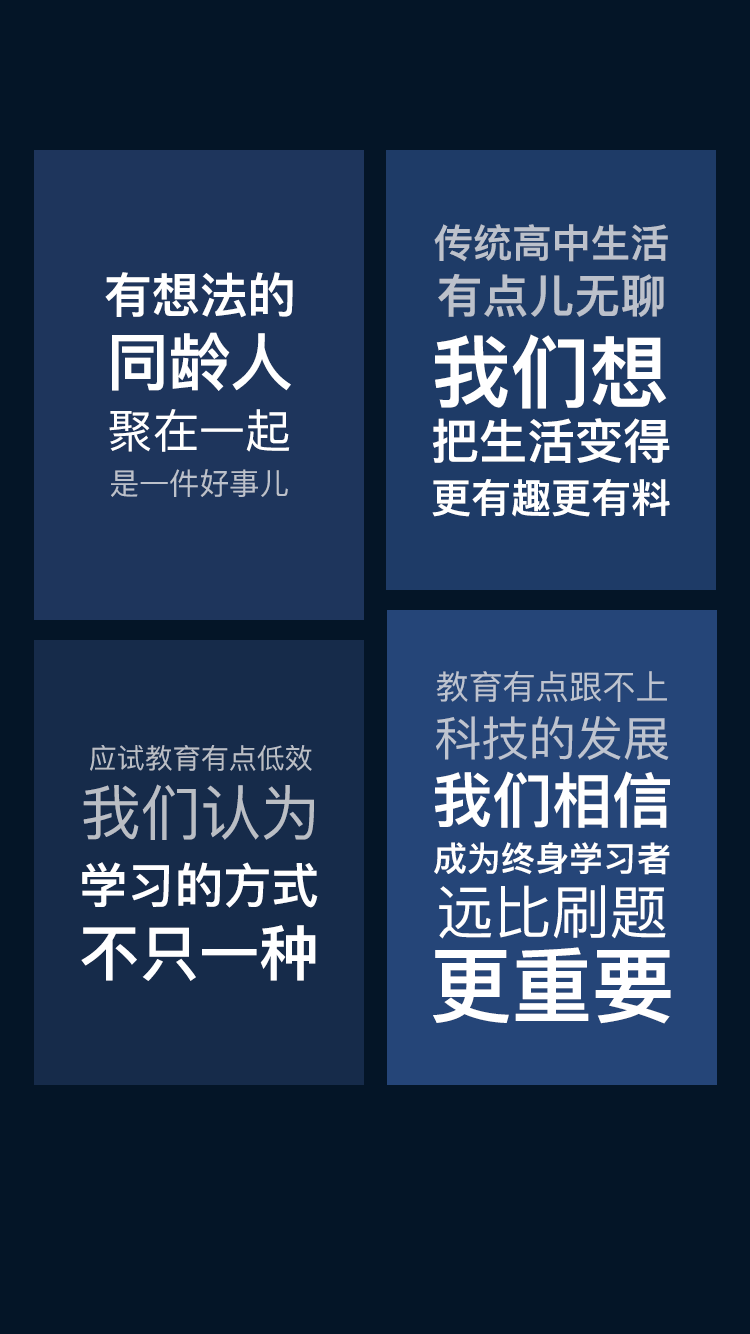 有想法的
同龄人
聚在一起
是一件好事儿
传统高中生活
有点儿无聊
我们想
把生活变得
更有趣更有料
应试教育有点低效
我们认为
学习的方式
不只一种
教育有点跟不上
科技的发展
我们相信
成为终身学习者
远比刷题
更重要